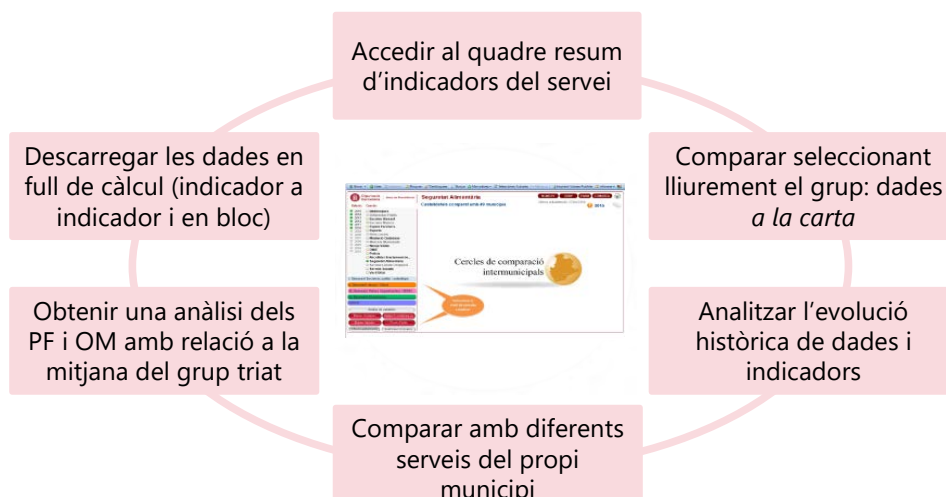 Accedir al quadre resum
d’indicadors del servei
Descarregar les dades en
full de càlcul (indicador a
indicador i en bloc)
Comparar seleccionant
lliurement el grup: dades
a la carta
Seguretat Alimentària
Cercles de comparació
intermunicipals
Obtenir una anàlisi dels
PF i OM amb relació a la
mitjana del grup triat
Analitzar l’evolució
històrica de dades i
indicadors
Comparar amb diferents
serveis del propi
municipi